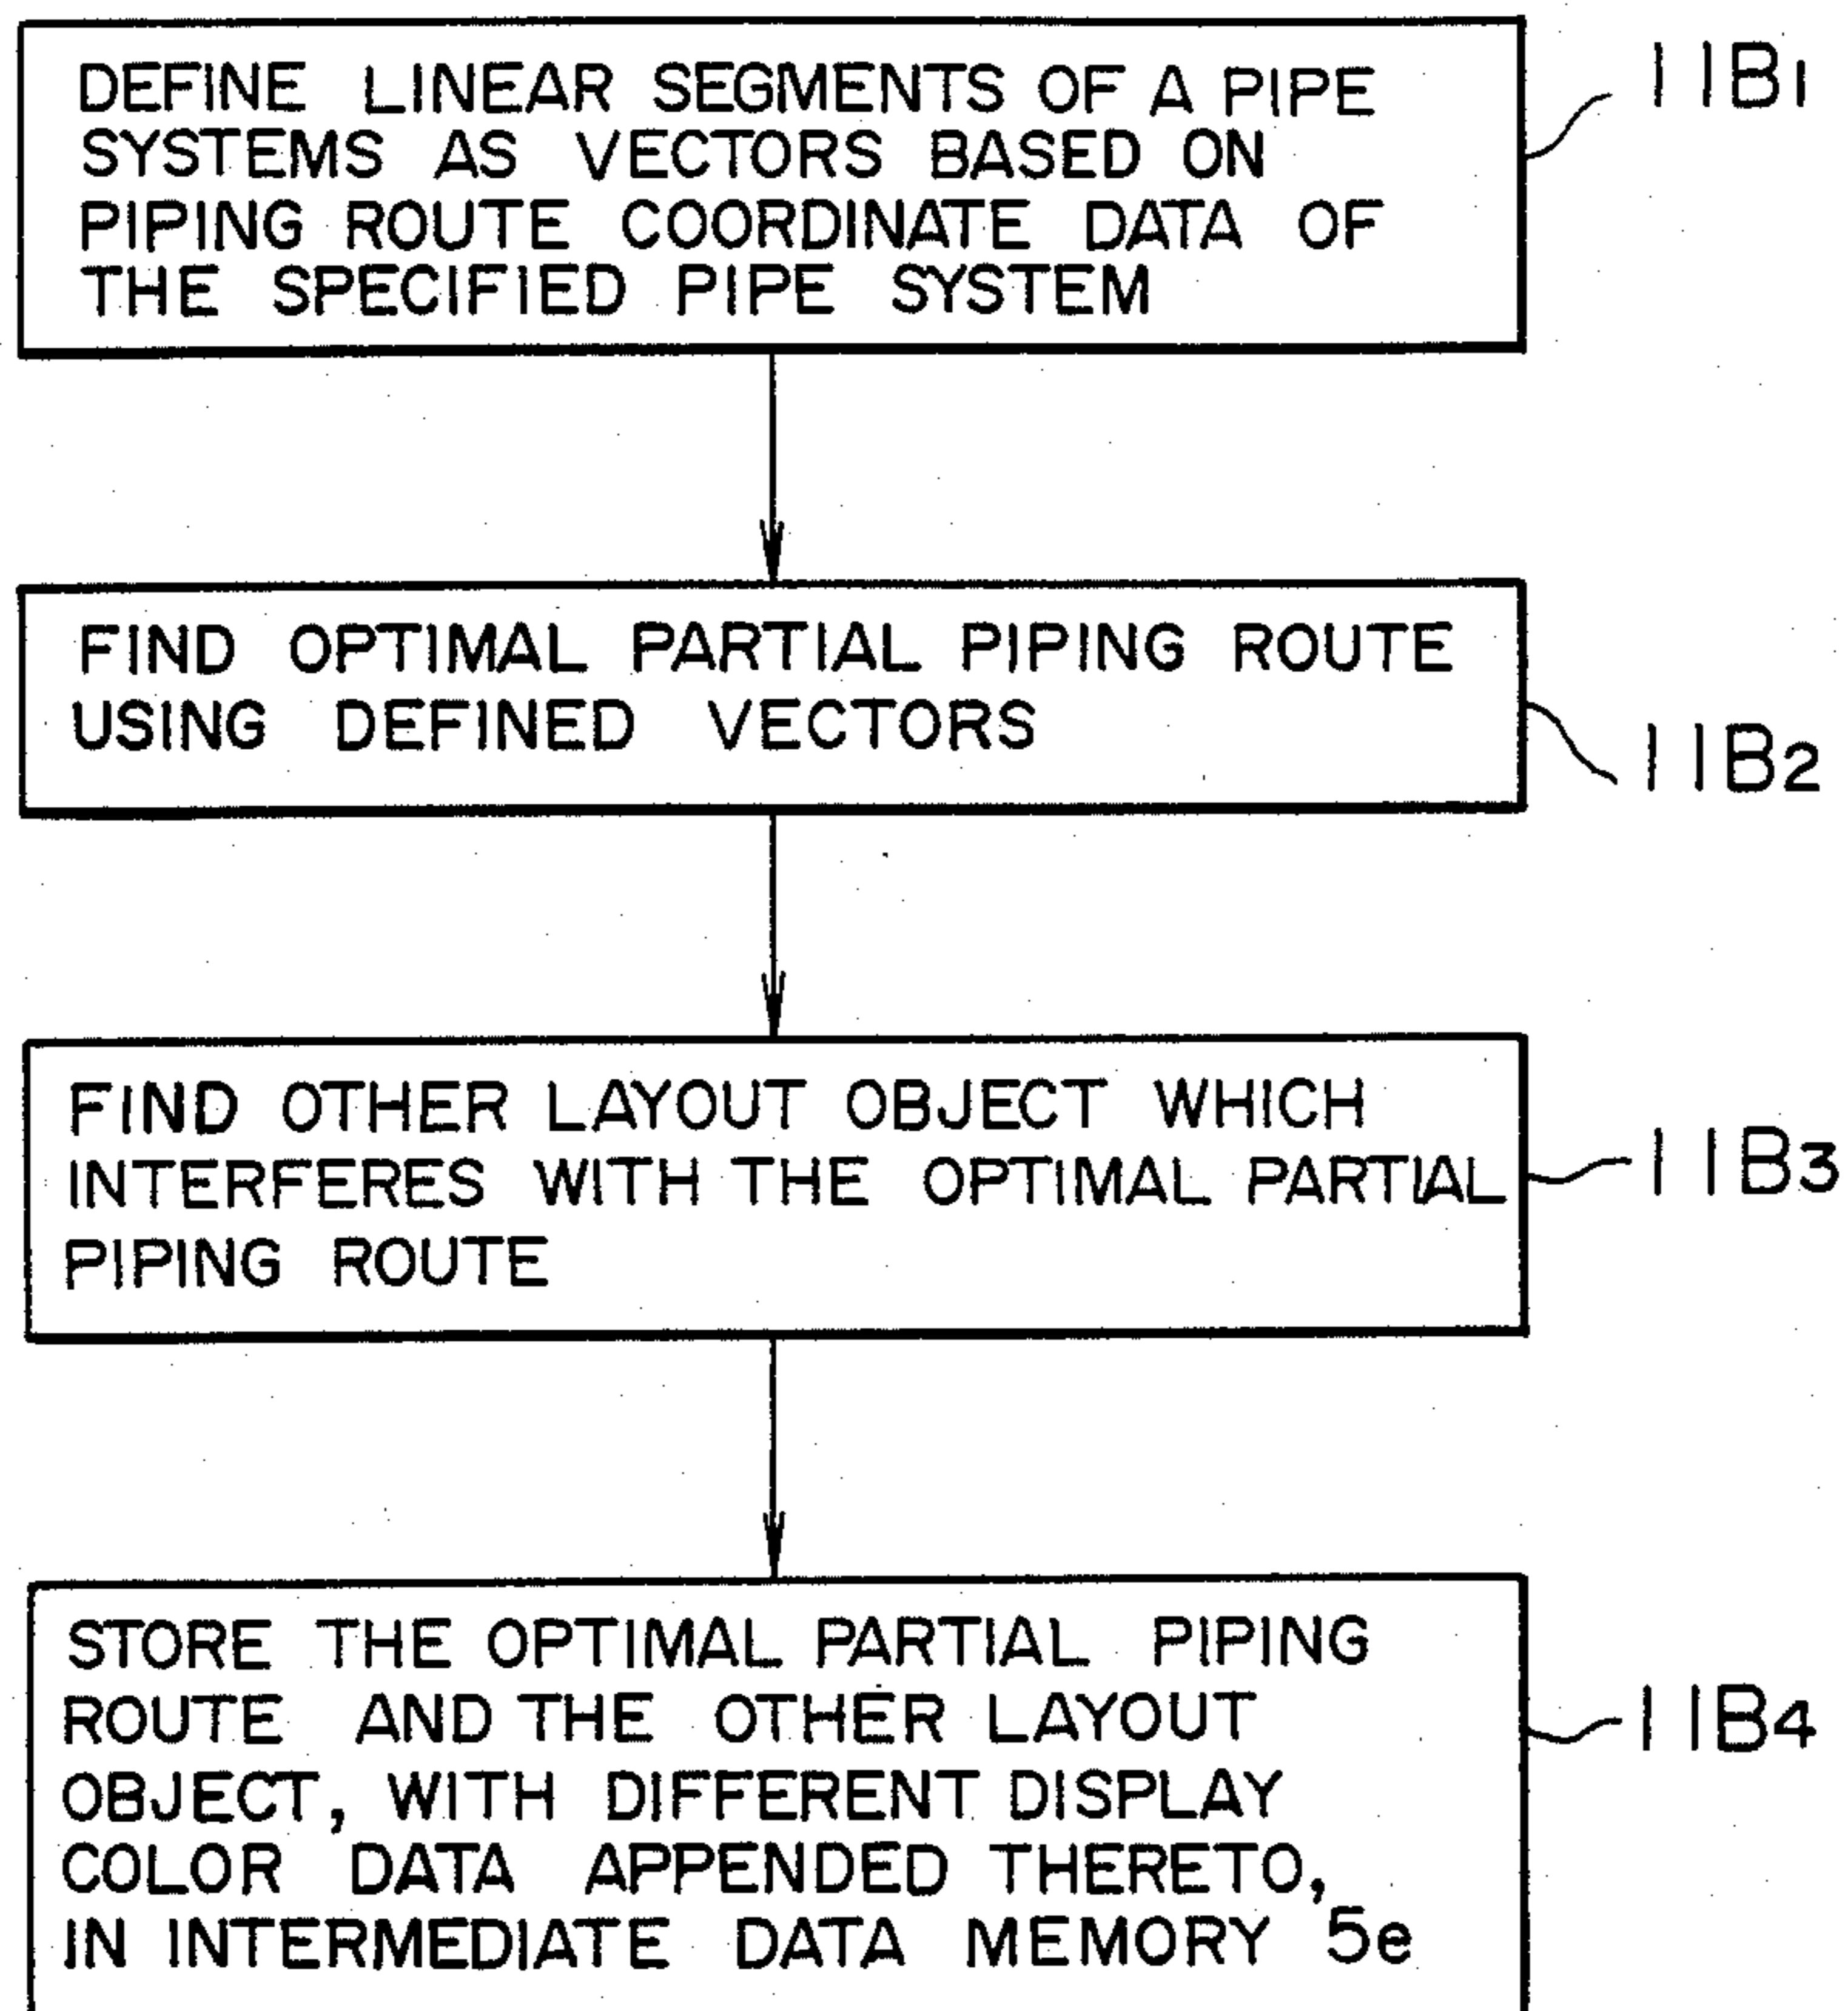 DEFINE LINEAR SEGMENTS OF A PIPE
SYSTEMS AS VECTORS BASED ON
PIPING ROUTE COORDINATE DATA OF
THE SPECIFIED PIPE SYSTEM
11B1
FIND OPTIMAL PARTIAL PIPING ROUTE
USING DEFINED VECTORS
11B2
FIND OTHER LAYOUT OBJECT WHICH
INTERFERES WITH THE OPTIMAL PARTIAL
PIPING ROUTE
11B3
STORE THE OPTIMAL PARTIAL PIPING
ROUTE AND THE OTHER LAYOUT
OBJECT, WITH DIFFERENT DISPLAY
COLOR DATA APPENDED THERETO,
IN INTERMEDIATE DATA MEMORY 5e
11B4